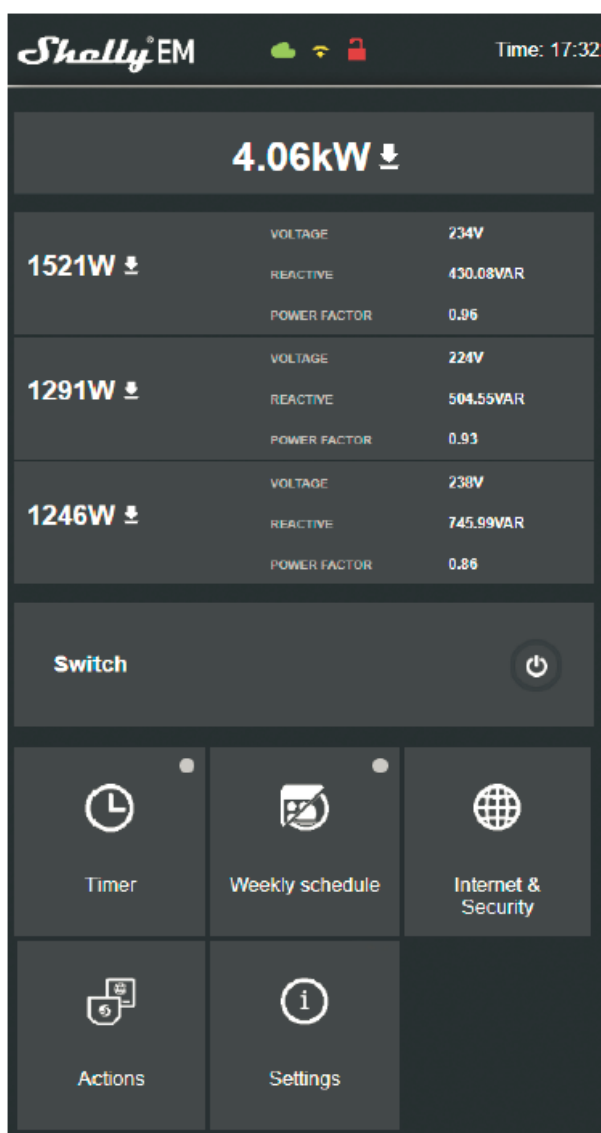 Shelly EM Time: 17:32
4.06kW
1521W
VOLTAGE 234V
REACTIVE 430.08VAR
POWER FACTOR 0.96
1291W
VOLTAGE 224V
REACTIVE 504.55VAR
POWER FACTOR 0.93
1246W
VOLTAGE 238V
REACTIVE 745.99VAR
POWER FACTOR 0.86
Switch
Timer
Weekly schedule
Internet &
Security
Actions
Settings